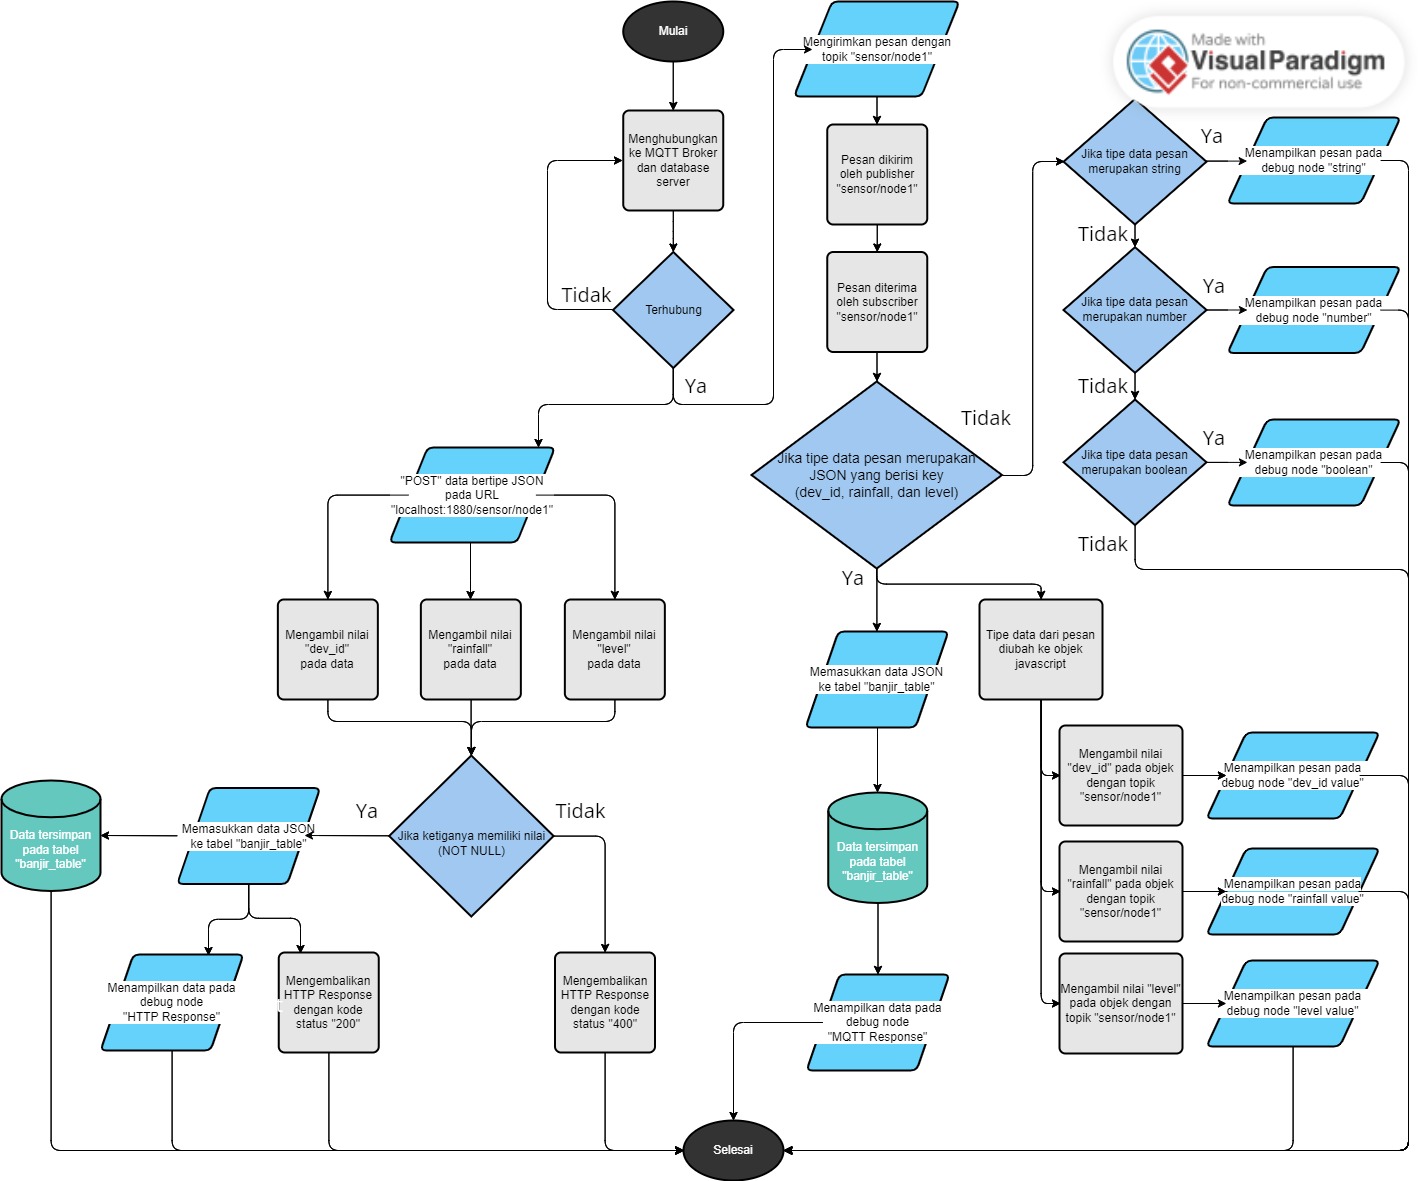 Mulai
Menghubungkan
ke MQTT Broker
dan database
server
Terhubung
Tidak
Ya
Mengirimkan pesan dengan
topik "sensor/node1"
Pesan dikirim
oleh publisher
"sensor/node1"
Pesan diterima
oleh subscriber
"sensor/node1"
Jika tipe data pesan merupakan
JSON yang berisi key
(dev_id, rainfall, dan level)
Tidak
Ya
Made with
Visual Paradigm
For non-commercial use
Jika tipe data pesan
merupakan string
Ya
Menampilkan pesan pada
debug node "string"
Tidak
Jika tipe data pesan
merupakan number
Ya
Menampilkan pesan pada
debug node "number"
Tidak
Jika tipe data pesan
merupakan boolean
Ya
Menampilkan pesan pada
debug node "boolean"
Tidak
"POST" data bertipe JSON
pada URL
"localhost:1880/sensor/node1"
Mengambil nilai
"dev_id"
pada data
Mengambil nilai
"rainfall"
pada data
Mengambil nilai
"level"
pada data
Jika ketiganya memiliki nilai
(NOT NULL)
Ya
Tidak
Memasukkan data JSON
ke tabel "banjir_table"
Data tersimpan
pada tabel
"banjir_table"
Menampilkan data pada
debug node
"HTTP Response"
Mengembalikan
HTTP Response
dengan kode
status "200"
Mengembalikan
HTTP Response
dengan kode
status "400"
Memasukkan data JSON
ke tabel "banjir_table"
Data tersimpan
pada tabel
"banjir_table"
Menampilkan data pada
debug node
"MQTT Response"
Tipe data dari pesan
diubah ke objek
javascript
Mengambil nilai
"dev_id" pada objek
dengan topik
"sensor/node1"
Menampilkan pesan pada
debug node "dev_id value"
Mengambil nilai
"rainfall" pada objek
dengan topik
"sensor/node1"
Menampilkan pesan pada
debug node "rainfall value"
Mengambil nilai "level"
pada objek dengan
topik "sensor/node1"
Menampilkan pesan pada
debug node "level value"
Selesai